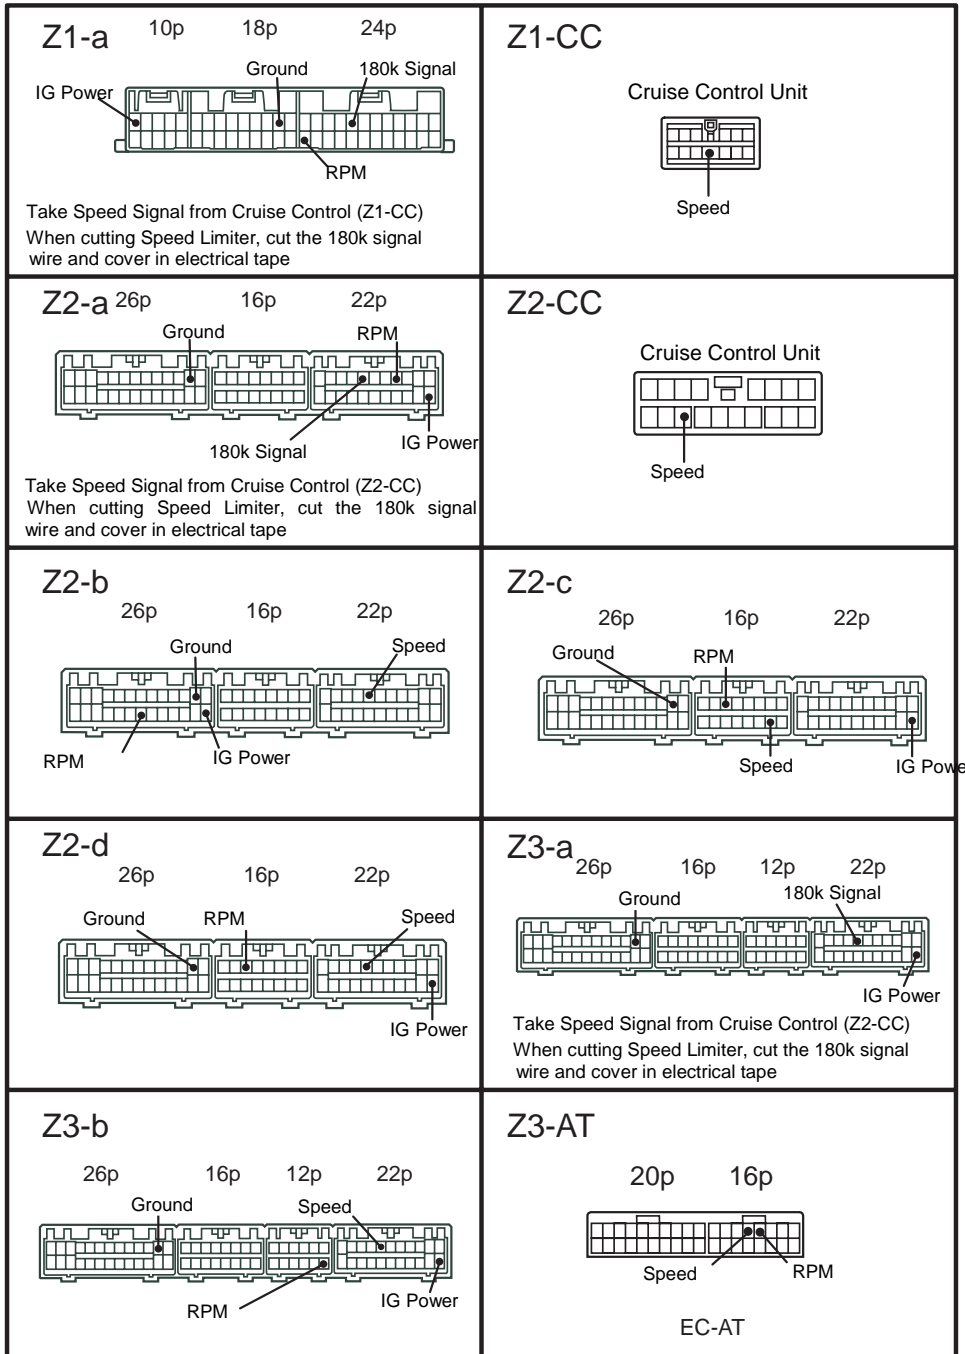 Z1-a
10p 18p 24p
Ground 180k Signal
IG Power
RPM
Take Speed Signal from Cruise Control (Z1-CC)
When cutting Speed Limiter, cut the 180k signal
wire and cover in electrical tape
Z1-CC
Cruise Control Unit
Speed
Z2-a
26p 16p 22p
Ground RPM
180k Signal IG Power
Take Speed Signal from Cruise Control (Z2-CC)
When cutting Speed Limiter, cut the 180k signal
wire and cover in electrical tape
Z2-CC
Cruise Control Unit
Speed
Z2-b
26p 16p 22p
Ground Speed
RPM IG Power
Z2-c
26p 16p 22p
Ground RPM
Speed IG Powe
Z2-d
26p 16p 22p
Ground RPM Speed
IG Power
Z3-a
26p 16p 12p 22p
Ground 180k Signal
IG Power
Take Speed Signal from Cruise Control (Z2-CC)
When cutting Speed Limiter, cut the 180k signal
wire and cover in electrical tape
Z3-b
26p 16p 12p 22p
Ground Speed
RPM IG Power
Z3-AT
20p 16p
Speed RPM
EC-AT